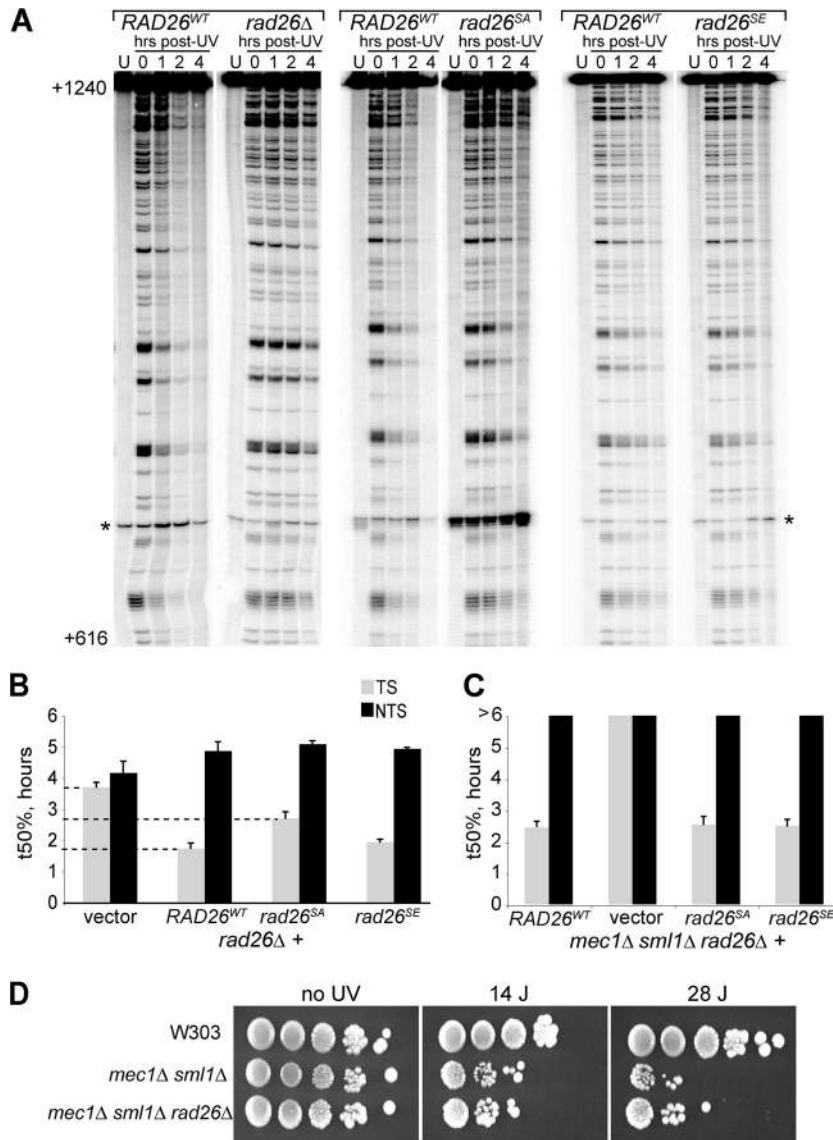 A
RAD26WT rad26Δ RAD26WT rad26SA RAD26WT rad26SE
hrs post-UV hrs post-UV hrs post-UV hrs post-UV hrs post-UV hrs post-UV
U 0 1 2 4 U 0 1 2 4 U 0 1 2 4 U 0 1 2 4 U 0 1 2 4 U 0 1 2 4
+1240
* *
+616
B
TS
NTS
t50%, hours
6
5
4
3
2
1
0
vector RAD26WT rad26SA rad26SE
rad26Δ +
C
t50%, hours
>6
5
4
3
2
1
0
RAD26WT vector rad26SA rad26SE
mec1Δ sml1Δ rad26Δ +
D
no UV 14 J 28 J
W303
mec1Δ sml1Δ
mec1Δ sml1Δ rad26Δ